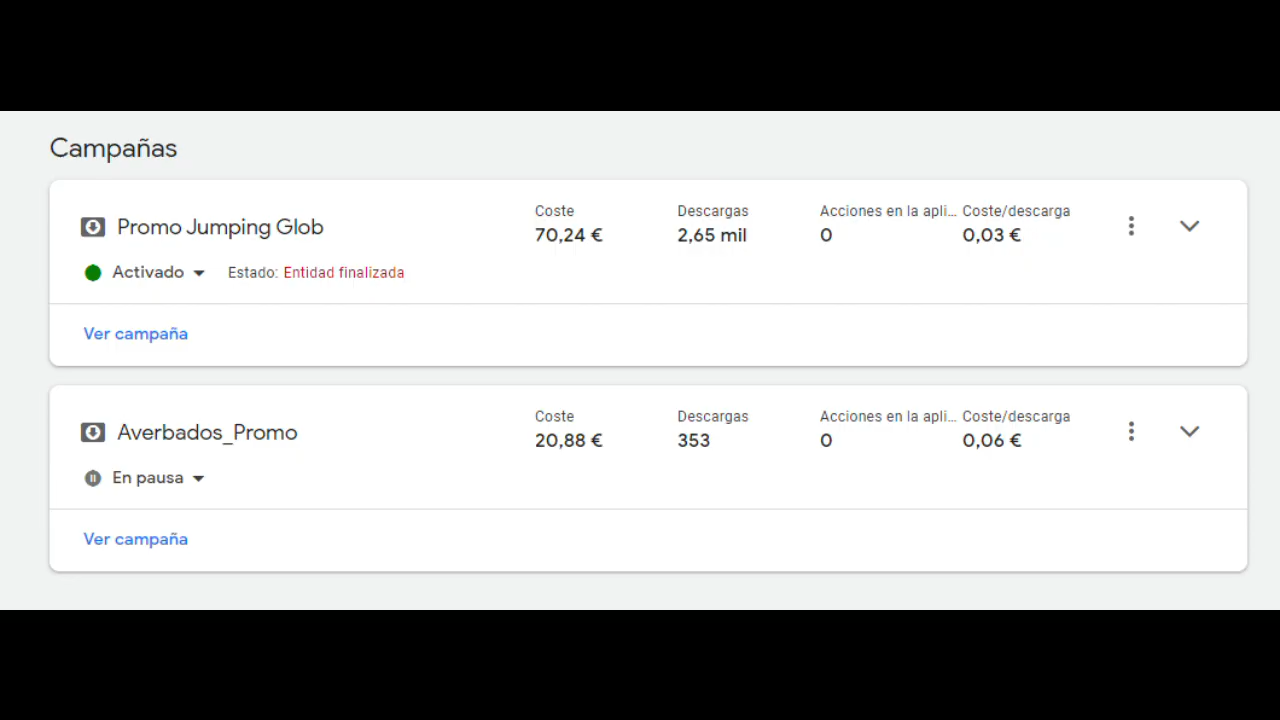 Campañas
Promo Jumping Glob
Coste
70,24 €
Descargas
2,65 mil
Acciones en la apli...
0
Coste/descarga
0,03 €
Activado
Estado: Entidad finalizada
Ver campaña
Averbados_Promo
Coste
20,88 €
Descargas
353
Acciones en la apli...
0
Coste/descarga
0,06 €
En pausa
Ver campaña